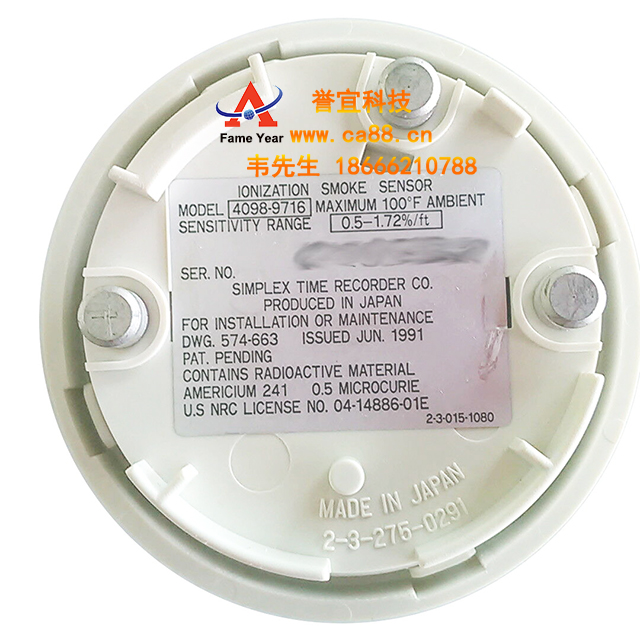 誉宜科技
Fame Year www.ca88.cn
韦先生 18666210788
IONIZATION SMOKE SENSOR
MODEL 4098-9716 MAXIMUM 100°F AMBIENT
SENSITIVITY RANGE 0.5-1.72%/ft
SER. NO.
SIMPLEX TIME RECORDER CO.
PRODUCED IN JAPAN
FOR INSTALLATION OR MAINTENANCE
DWG. 574-663 ISSUED JUN. 1991
PAT. PENDING
CONTAINS RADIOACTIVE MATERIAL
AMERICIUM 241 0.5 MICROCURIE
U.S NRC LICENSE NO. 04-14886-01E
2-3-015-1080
MADE IN JAPAN
2-3-275-0291